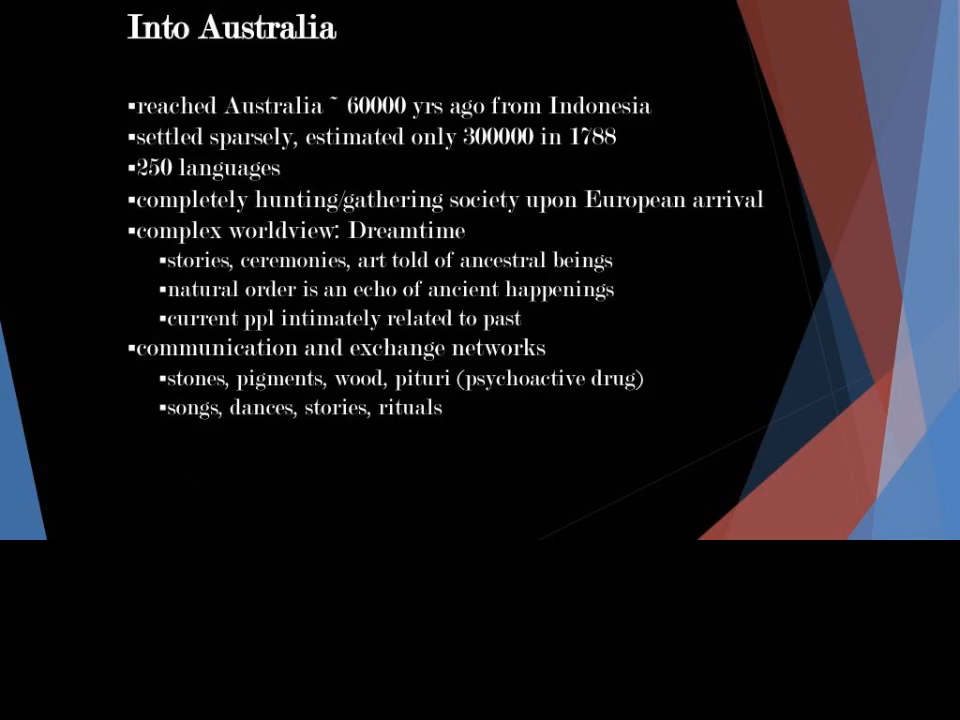 Into Australia
▪reached Australia ~ 60000 yrs ago from Indonesia
▪settled sparsely, estimated only 300000 in 1788
▪250 languages
▪completely hunting/gathering society upon European arrival
▪complex worldview: Dreamtime
▪stories, ceremonies, art told of ancestral beings
▪natural order is an echo of ancient happenings
▪current ppl intimately related to past
▪communication and exchange networks
▪stones, pigments, wood, pituri (psychoactive drug)
▪songs, dances, stories, rituals